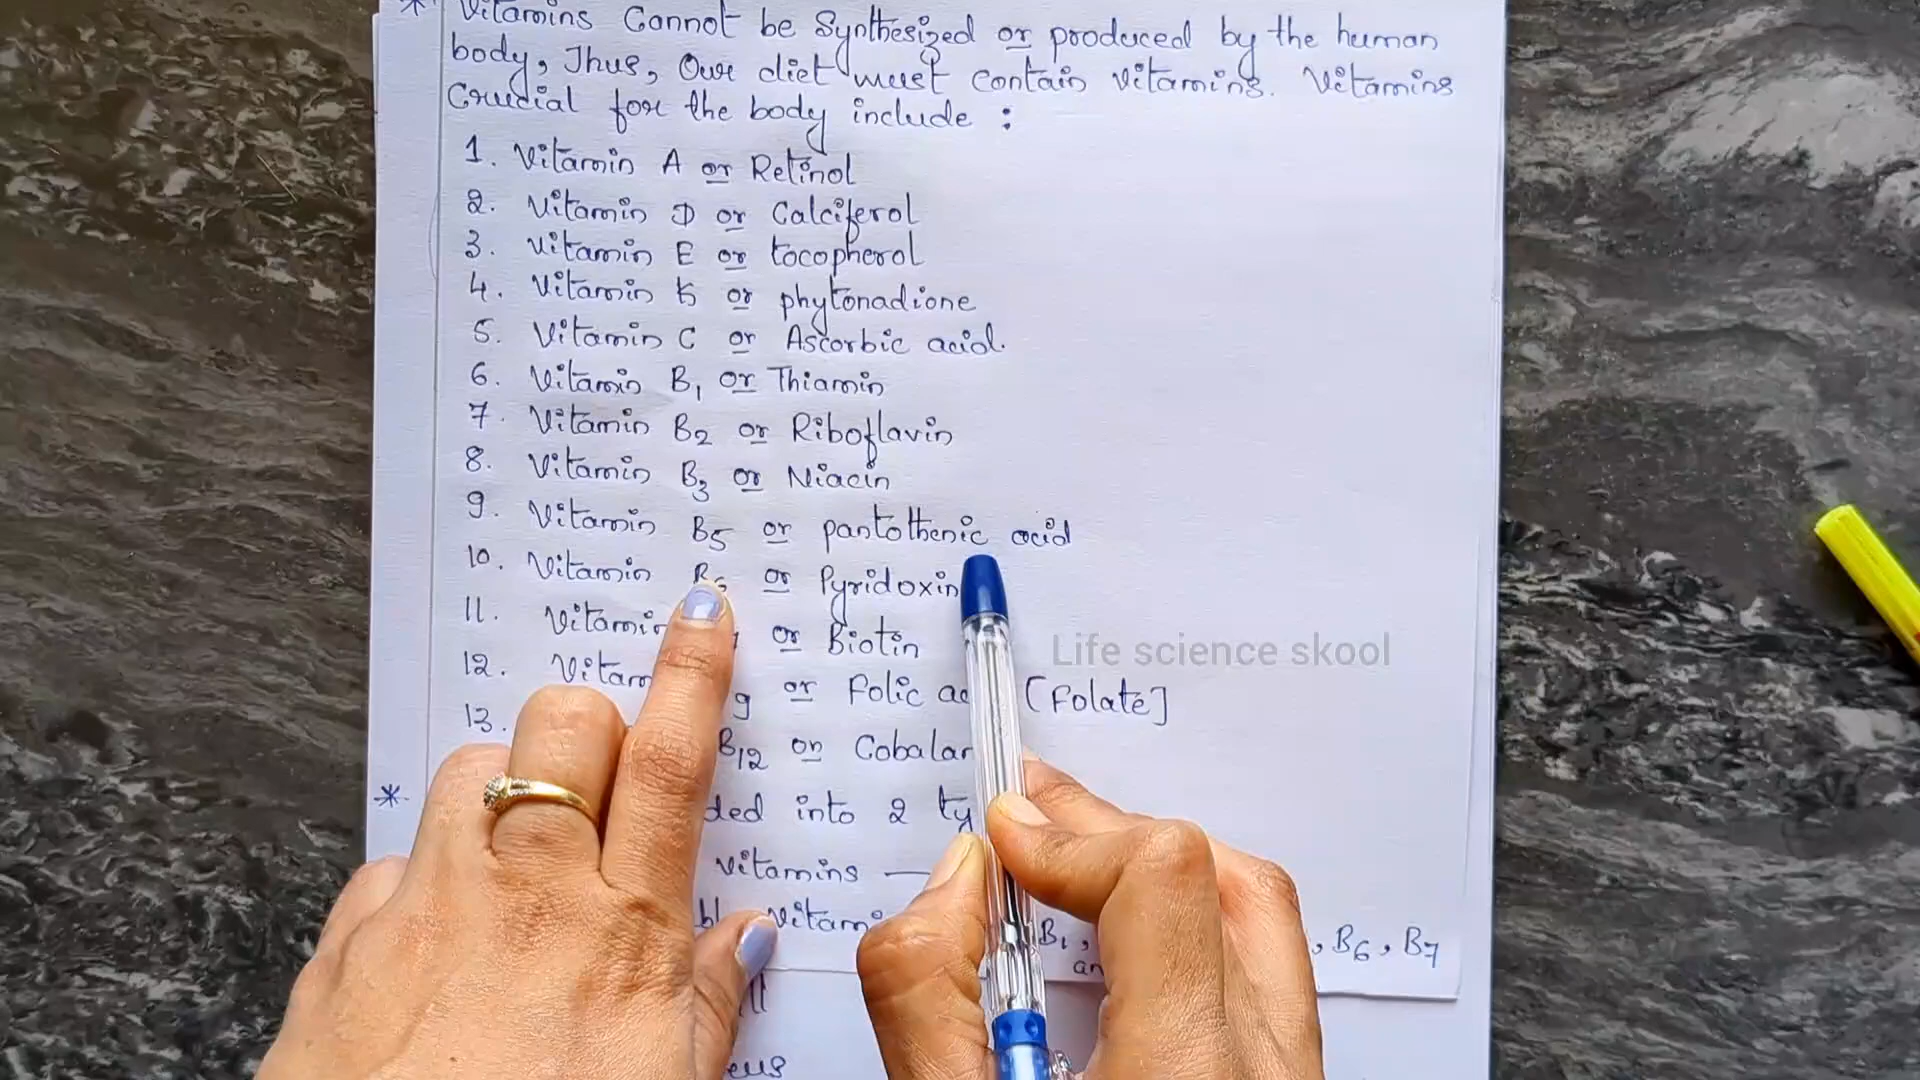 * Vitamins Cannot be Synthesized or produced by the human
body, Thus, Our diet must contain vitamins. Vitamins
Crucial for the body include :
1. Vitamin A or Retinol
2. Vitamin D or Calciferol
3. Vitamin E or tocopherol
4. Vitamin K or phytonadione
5. Vitamin C or Ascorbic acid.
6. Vitamin B1 or Thiamin
7. Vitamin B2 or Riboflavin
8. Vitamin B3 or Niacin
9. Vitamin B5 or pantothenic acid
10. Vitamin B6 or Pyridoxin
11. Vitamin or Biotin
Life science skool
12. 9 or Folic [Folate]
13. B12 or
* into 2
vitamins —
B1, , B6, B7